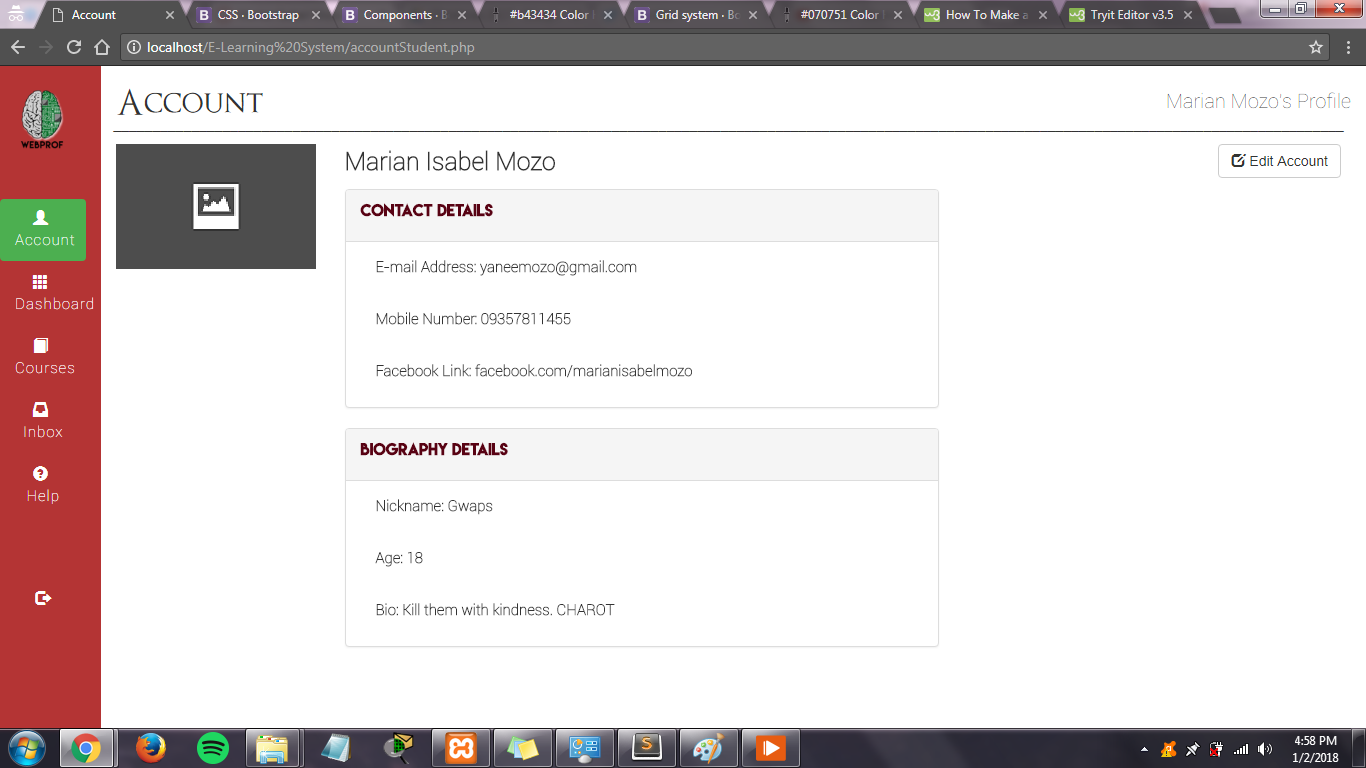 Account
CSS · Bootstrap
Components · B
#b43434 Color
Grid system · Bo
#070751 Color
How To Make a
Tryit Editor v3.5
localhost/E-Learning%20System/accountStudent.php
WEBPROF
Account
Marian Mozo's Profile
Account
Dashboard
Courses
Inbox
Help
Marian Isabel Mozo
Edit Account
CONTACT DETAILS
E-mail Address: yaneemozo@gmail.com
Mobile Number: 09357811455
Facebook Link: facebook.com/marianisabelmozo
BIOGRAPHY DETAILS
Nickname: Gwaps
Age: 18
Bio: Kill them with kindness. CHAROT
4:58 PM
1/2/2018